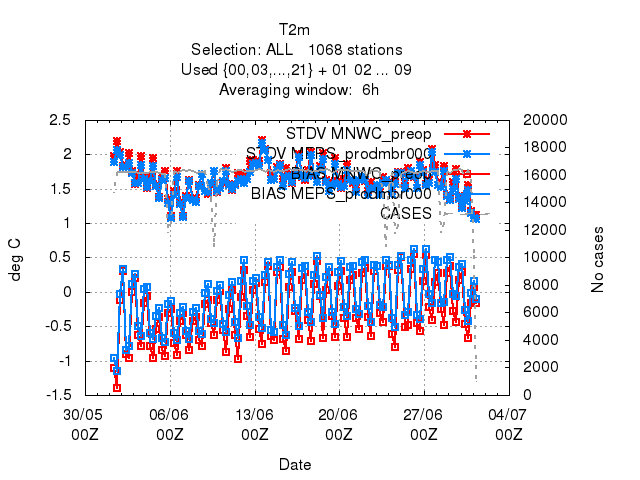 T2m
Selection: ALL   1068 stations
Used {00,03,...,21} + 01 02 ... 09
Averaging window:  6h
STDV MNWC_preop
STDV MEPS_prodmbr000
BIAS MNWC_preop
BIAS MEPS_prodmbr000
CASES
deg C
2.5
2
1.5
1
0.5
0
-0.5
-1
-1.5
No cases
20000
18000
16000
14000
12000
10000
8000
6000
4000
2000
0
30/05 06/06 13/06 20/06 27/06 04/07
00Z 00Z 00Z 00Z 00Z 00Z
Date